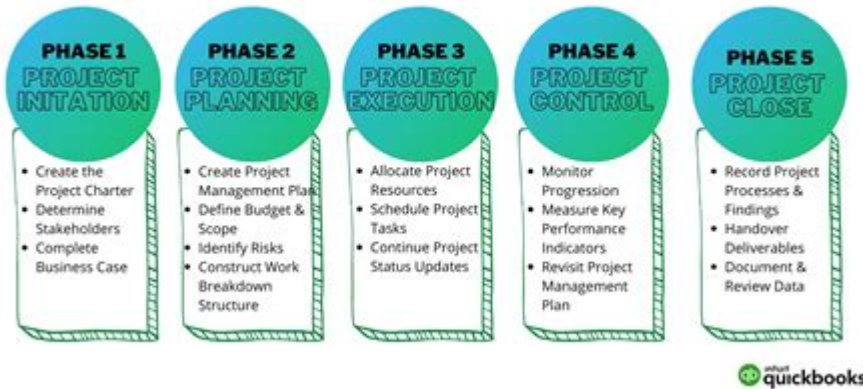 PHASE 1
PROJECT
INITATION
• Create the
Project Charter
• Determine
Stakeholders
• Complete
Business Case
PHASE 2
PROJECT
PLANNING
• Create Project
Management Plan
• Define Budget &
Scope
• Identify Risks
• Construct Work
Breakdown
Structure
PHASE 3
PROJECT
EXECUTION
• Allocate Project
Resources
• Schedule Project
Tasks
• Continue Project
Status Updates
PHASE 4
PROJECT
CONTROL
• Monitor
Progression
• Measure Key
Performance
Indicators
• Revisit Project
Management
Plan
PHASE 5
PROJECT
CLOSE
• Record Project
Processes &
Findings
• Handover
Deliverables
• Document &
Review Data
intuit
quickbooks